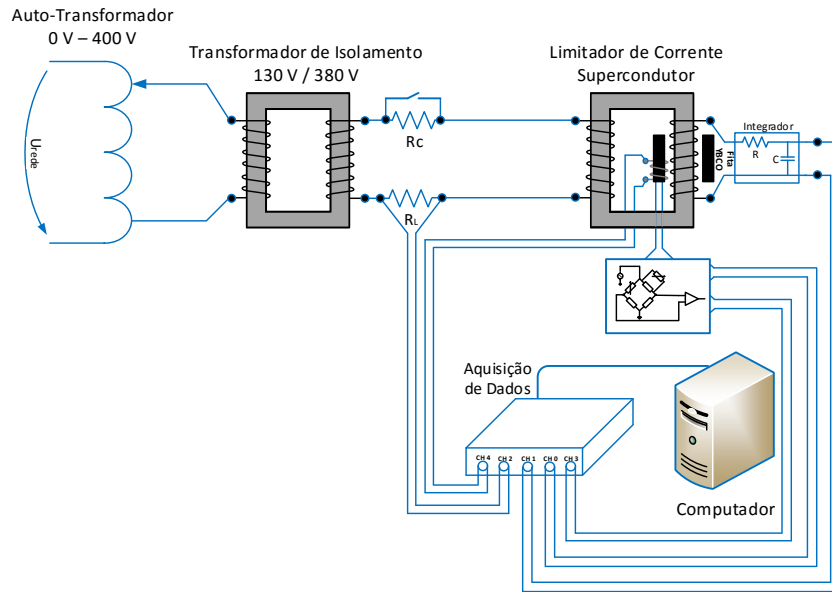 Auto-Transformador
0 V – 400 V
Transformador de Isolamento
130 V / 380 V
Limitador de Corrente
Supercondutor
Urede
Rc
RL
Integrador
R
C
Fita
YBCO
Aquisição
de Dados
CH 4
CH 2
CH 1
CH 0
CH 3
Computador